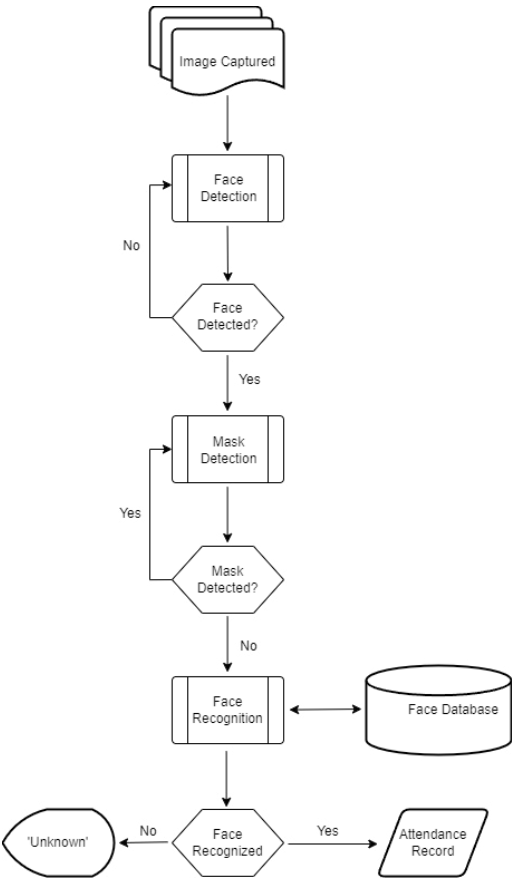 Image Captured
Face
Detection
No
Face
Detected?
Yes
Mask
Detection
Yes
Mask
Detected?
No
Face
Recognition
Face Database
'Unknown'
No
Face
Recognized
Yes
Attendance
Record